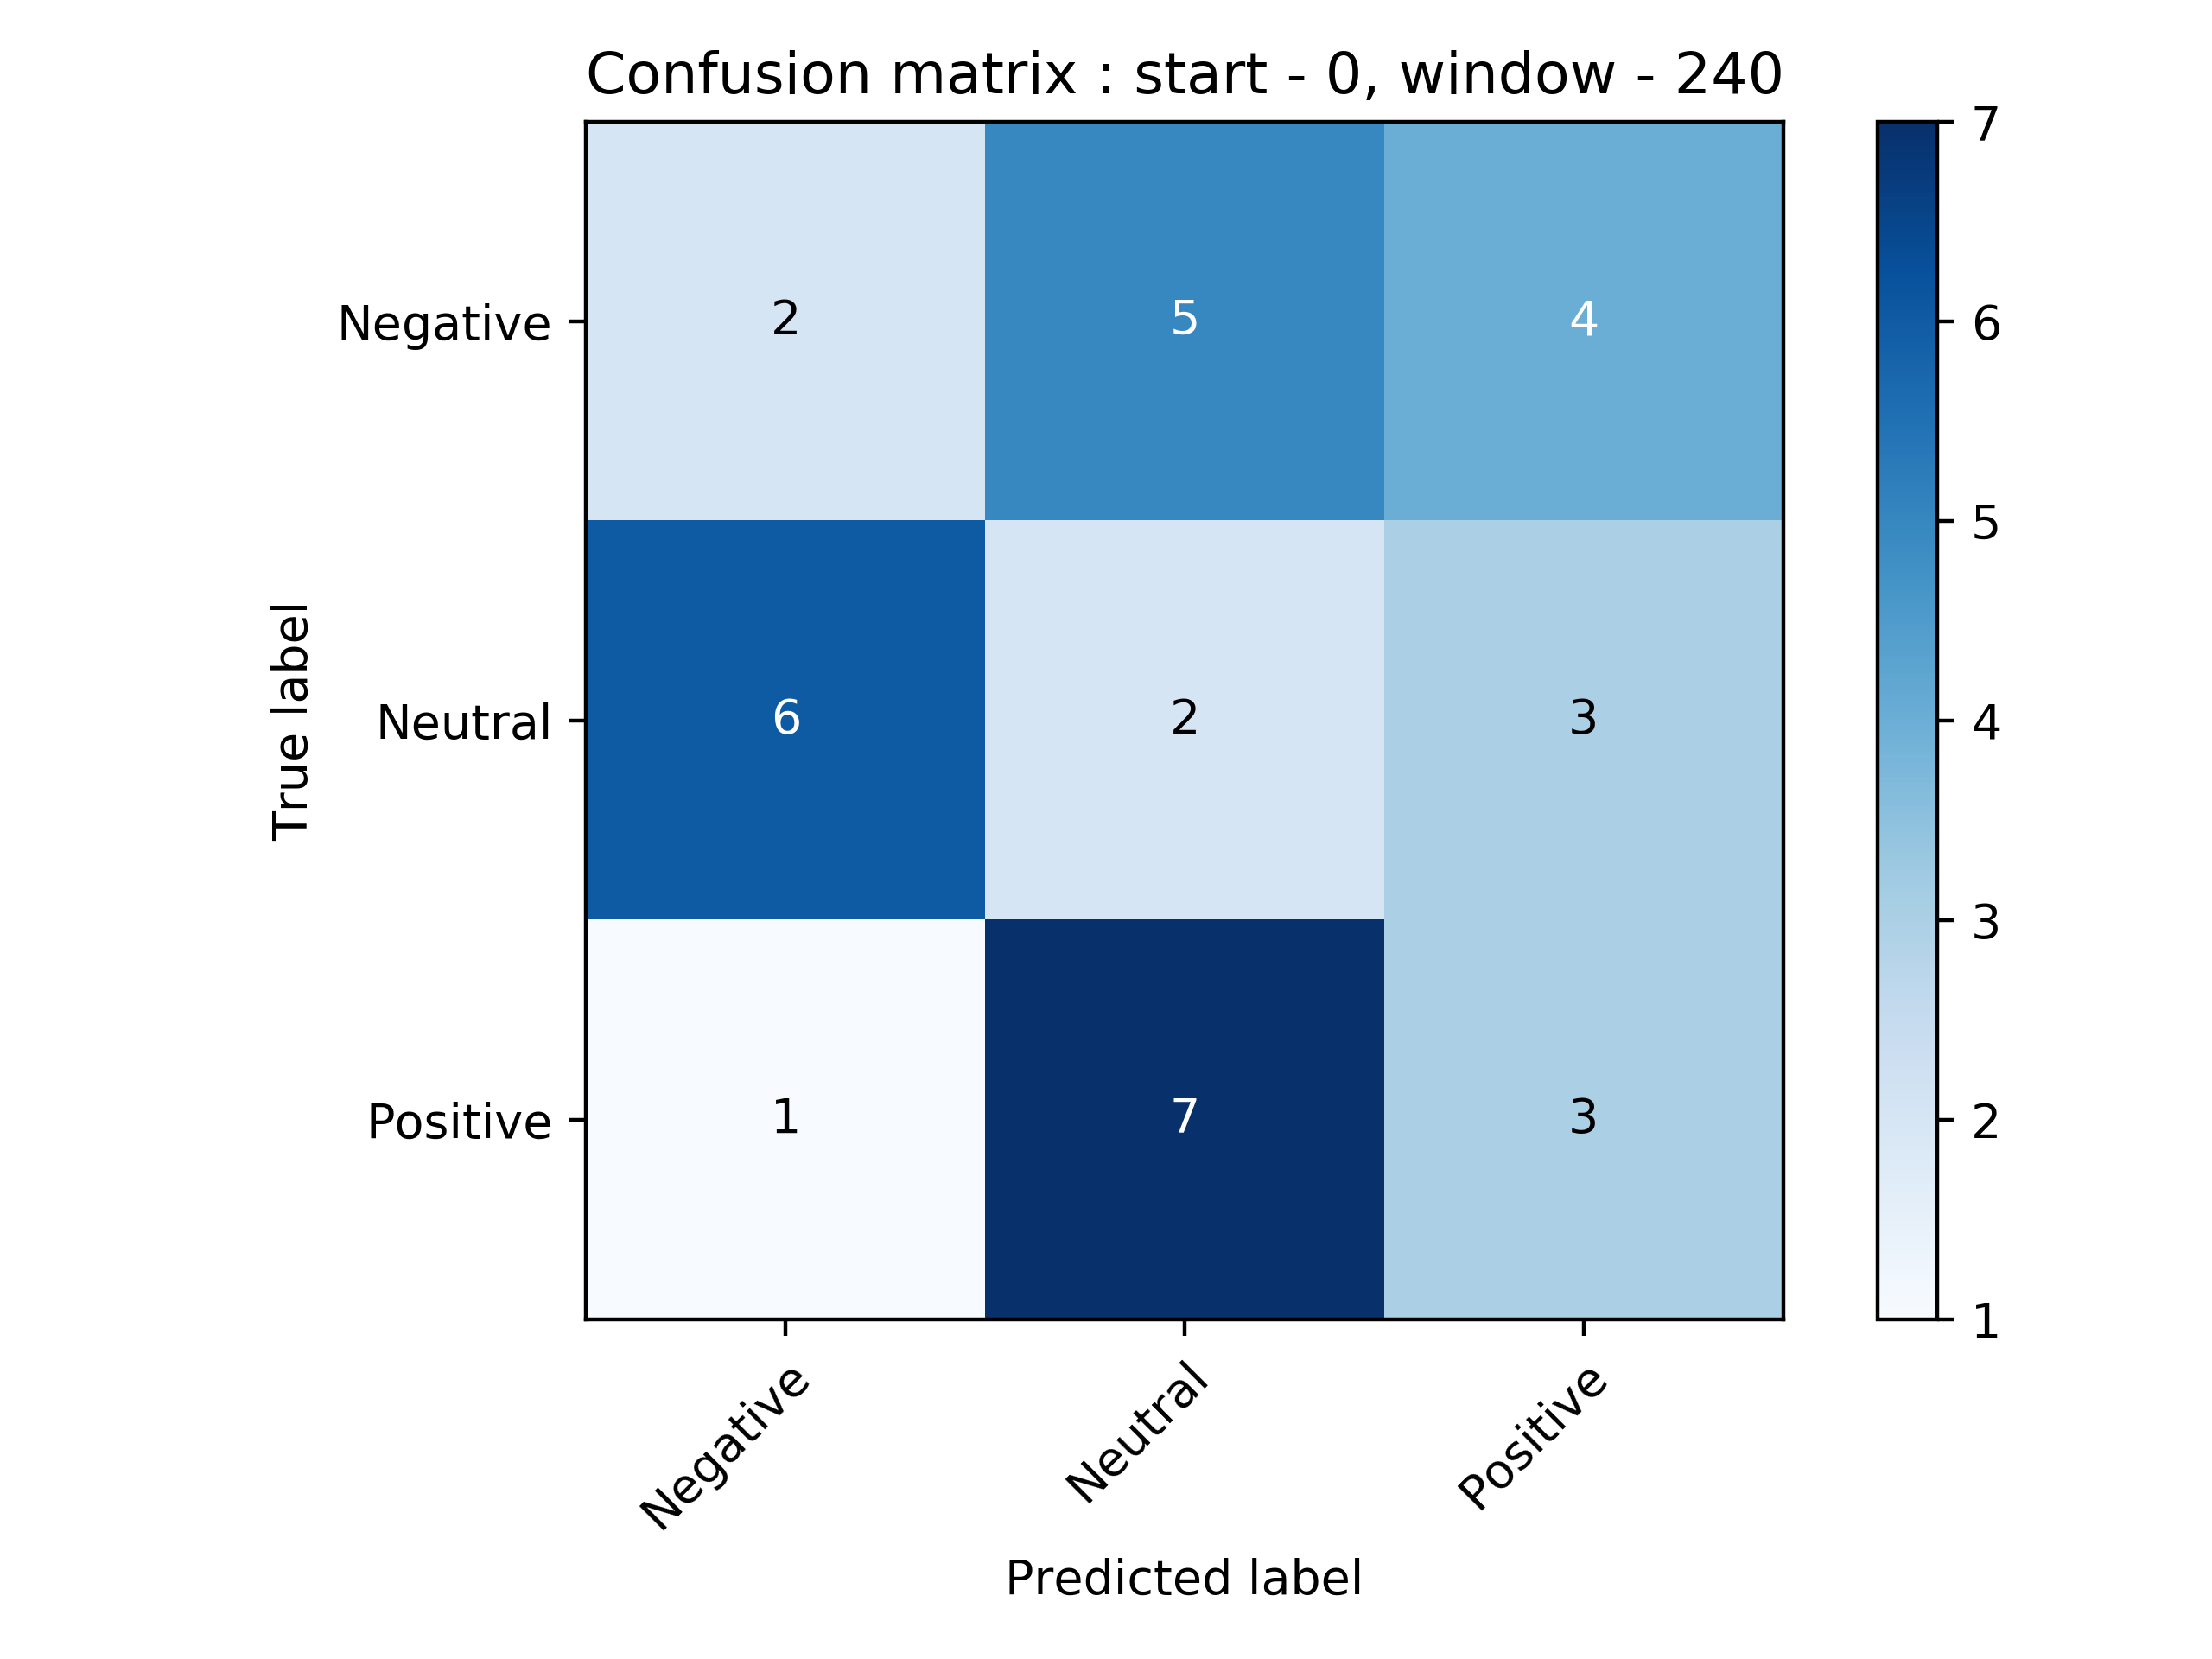 Confusion matrix : start - 0, window - 240
True label
Negative
2
5
4
Neutral
6
2
3
Positive
1
7
3
Negative
Neutral
Positive
Predicted label
7
6
5
4
3
2
1